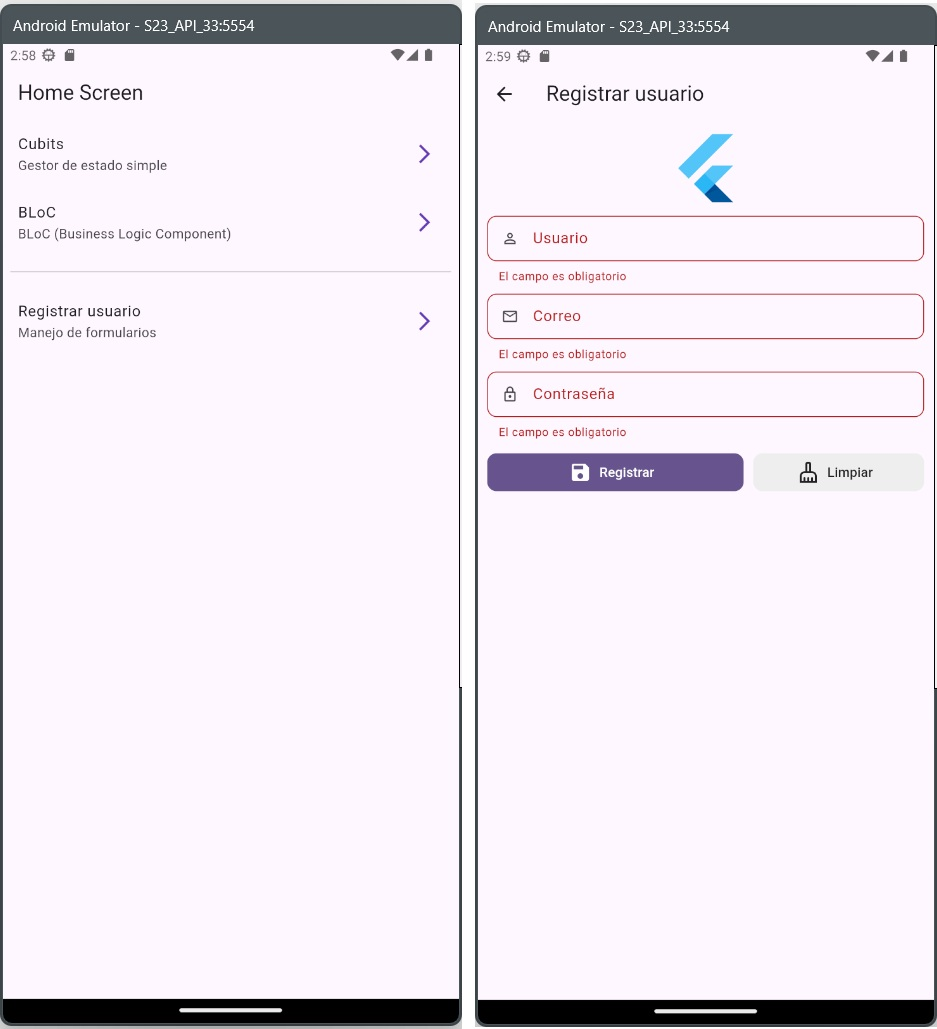 Android Emulator - S23_API_33:5554
2:58
Home Screen
Cubits
Gestor de estado simple
BLoC
BLoC (Business Logic Component)
Registrar usuario
Manejo de formularios
Android Emulator - S23_API_33:5554
2:59
Registrar usuario
Usuario
El campo es obligatorio
Correo
El campo es obligatorio
Contraseña
El campo es obligatorio
Registrar
Limpiar